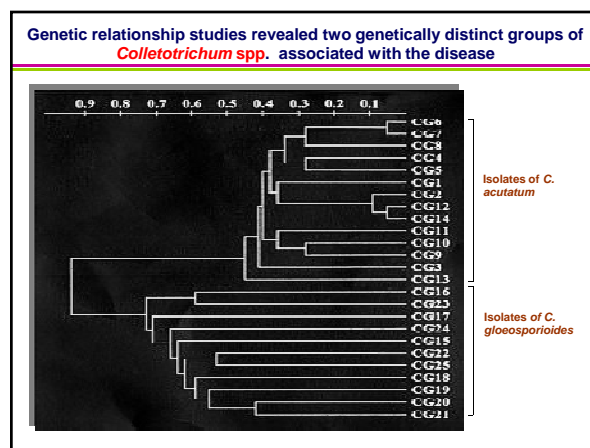 Genetic relationship studies revealed two genetically distinct groups of
Colletotrichum spp. associated with the disease
0.9 0.8 0.7 0.6 0.5 0.4 0.3 0.2 0.1
CG6
CG7
CG8
CG4
CG5
CG1
CG2
CG12
CG14
CG11
CG10
CG9
CG3
CG13
Isolates of C.
acutatum
CG16
CG23
CG17
CG24
CG15
CG22
CG25
CG18
CG19
CG20
CG21
Isolates of C.
gloeosporioides